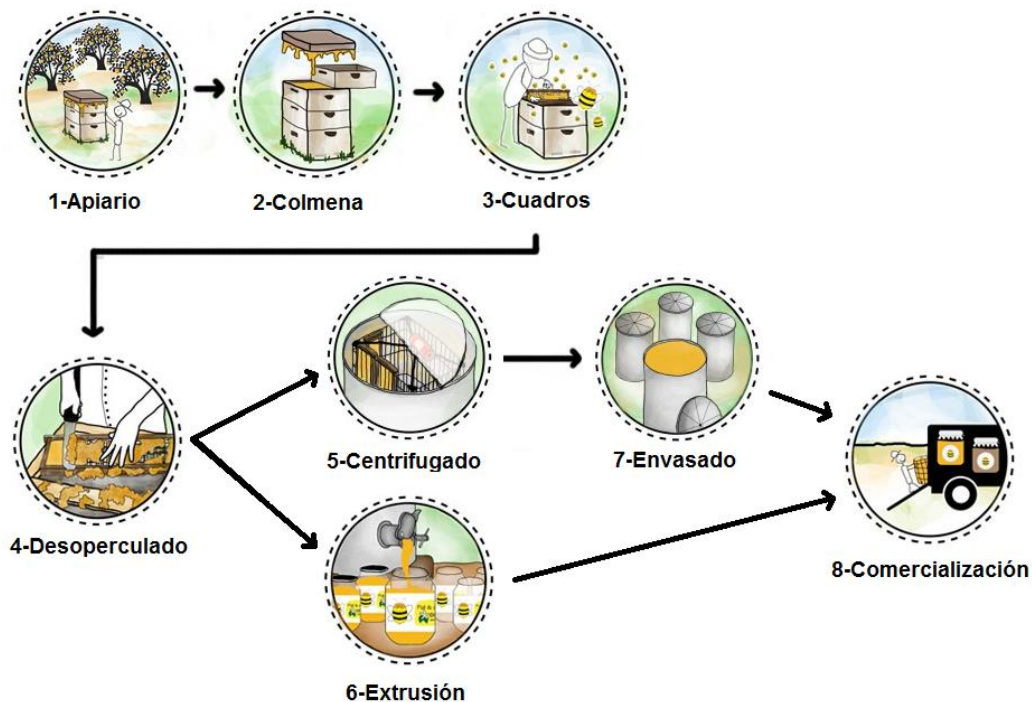 1-Apiario
2-Colmena
3-Cuadros
4-Desoperculado
5-Centrifugado
7-Envasado
6-Extrusión
8-Comercialización